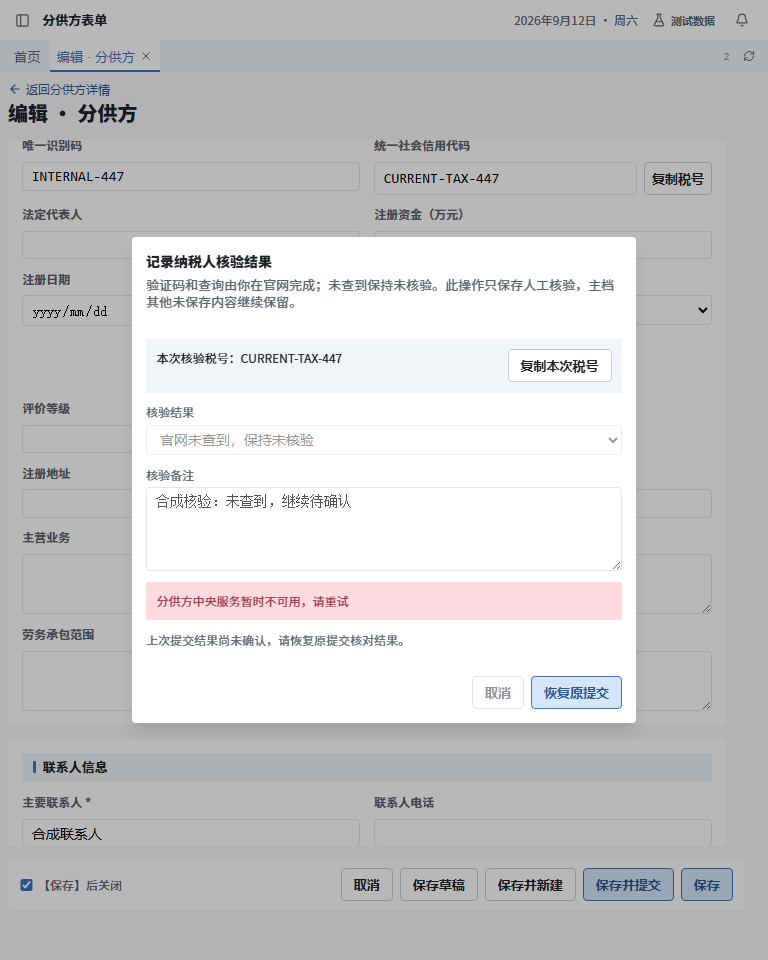 分供方表单
2026年9月12日 • 周六
测试数据
首页
编辑 · 分供方
2
返回分供方详情
编辑 • 分供方
唯一识别码
统一社会信用代码
INTERNAL-447
CURRENT-TAX-447
复制税号
法定代表人
注册资金（万元）
记录纳税人核验结果
验证码和查询由你在官网完成；未查到保持未核验。此操作只保存人工核验，主档
其他未保存内容继续保留。
注册日期
yyyy/mm/dd
本次核验税号：CURRENT-TAX-447
复制本次税号
评价等级
核验结果
官网未查到，保持未核验
注册地址
核验备注
合成核验：未查到，继续待确认
主营业务
分供方中央服务暂时不可用，请重试
劳务承包范围
上次提交结果尚未确认，请恢复原提交核对结果。
取消
恢复原提交
联系人信息
主要联系人 *
联系人电话
合成联系人
【保存】后关闭
取消
保存草稿
保存并新建
保存并提交
保存